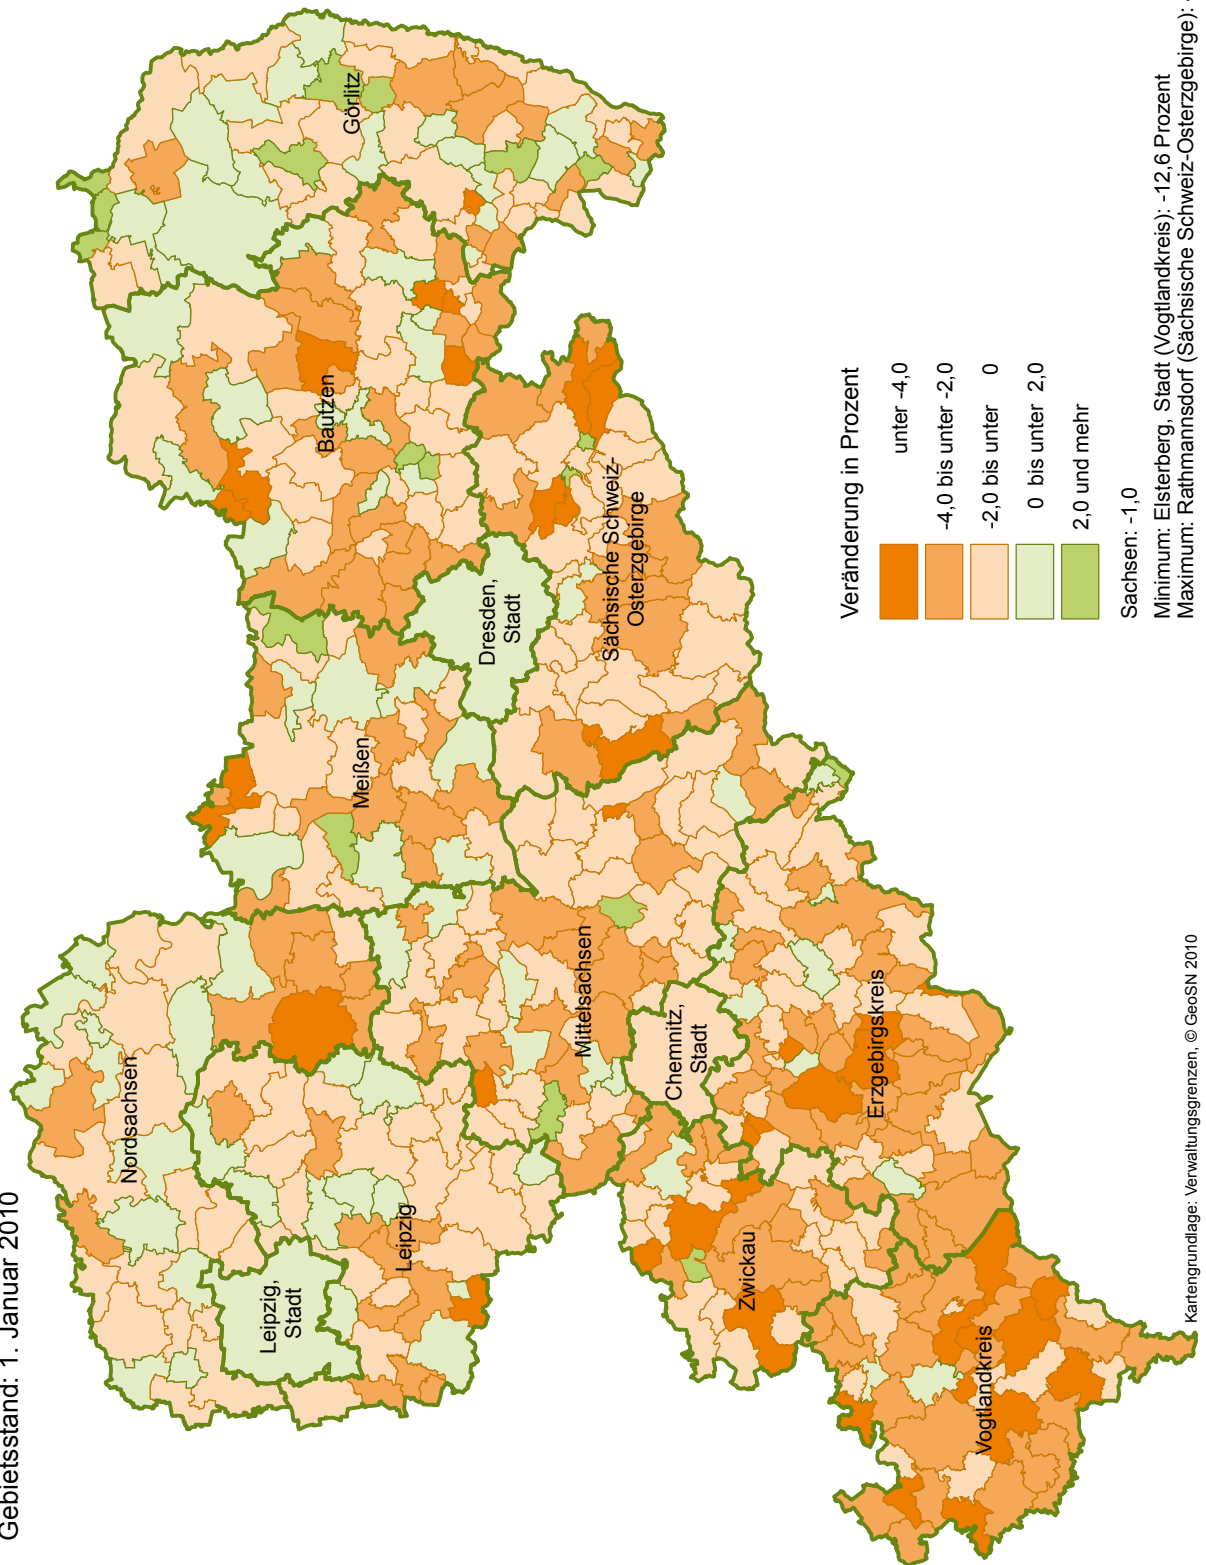 Gebietsstand: 1. Januar 2010
Görlitz
Bautzen
Dresden,
Stadt
Sächsische Schweiz-
Osterzgebirge
Meißen
Nordsachsen
Leipzig,
Stadt
Leipzig
Mittelsachsen
Chemnitz,
Stadt
Erzgebirgskreis
Zwickau
Vogtlandkreis
Veränderung in Prozent
unter -4,0
-4,0 bis unter -2,0
-2,0 bis unter 0
0 bis unter 2,0
2,0 und mehr
Sachsen: -1,0
Minimum: Elsterberg, Stadt (Vogtlandkreis): -12,6 Prozent
Maximum: Rathmannsdorf (Sächsische Schweiz-Osterzgebirge):
Kartengrundlage: Verwaltungsgrenzen, © GeoSN 2010